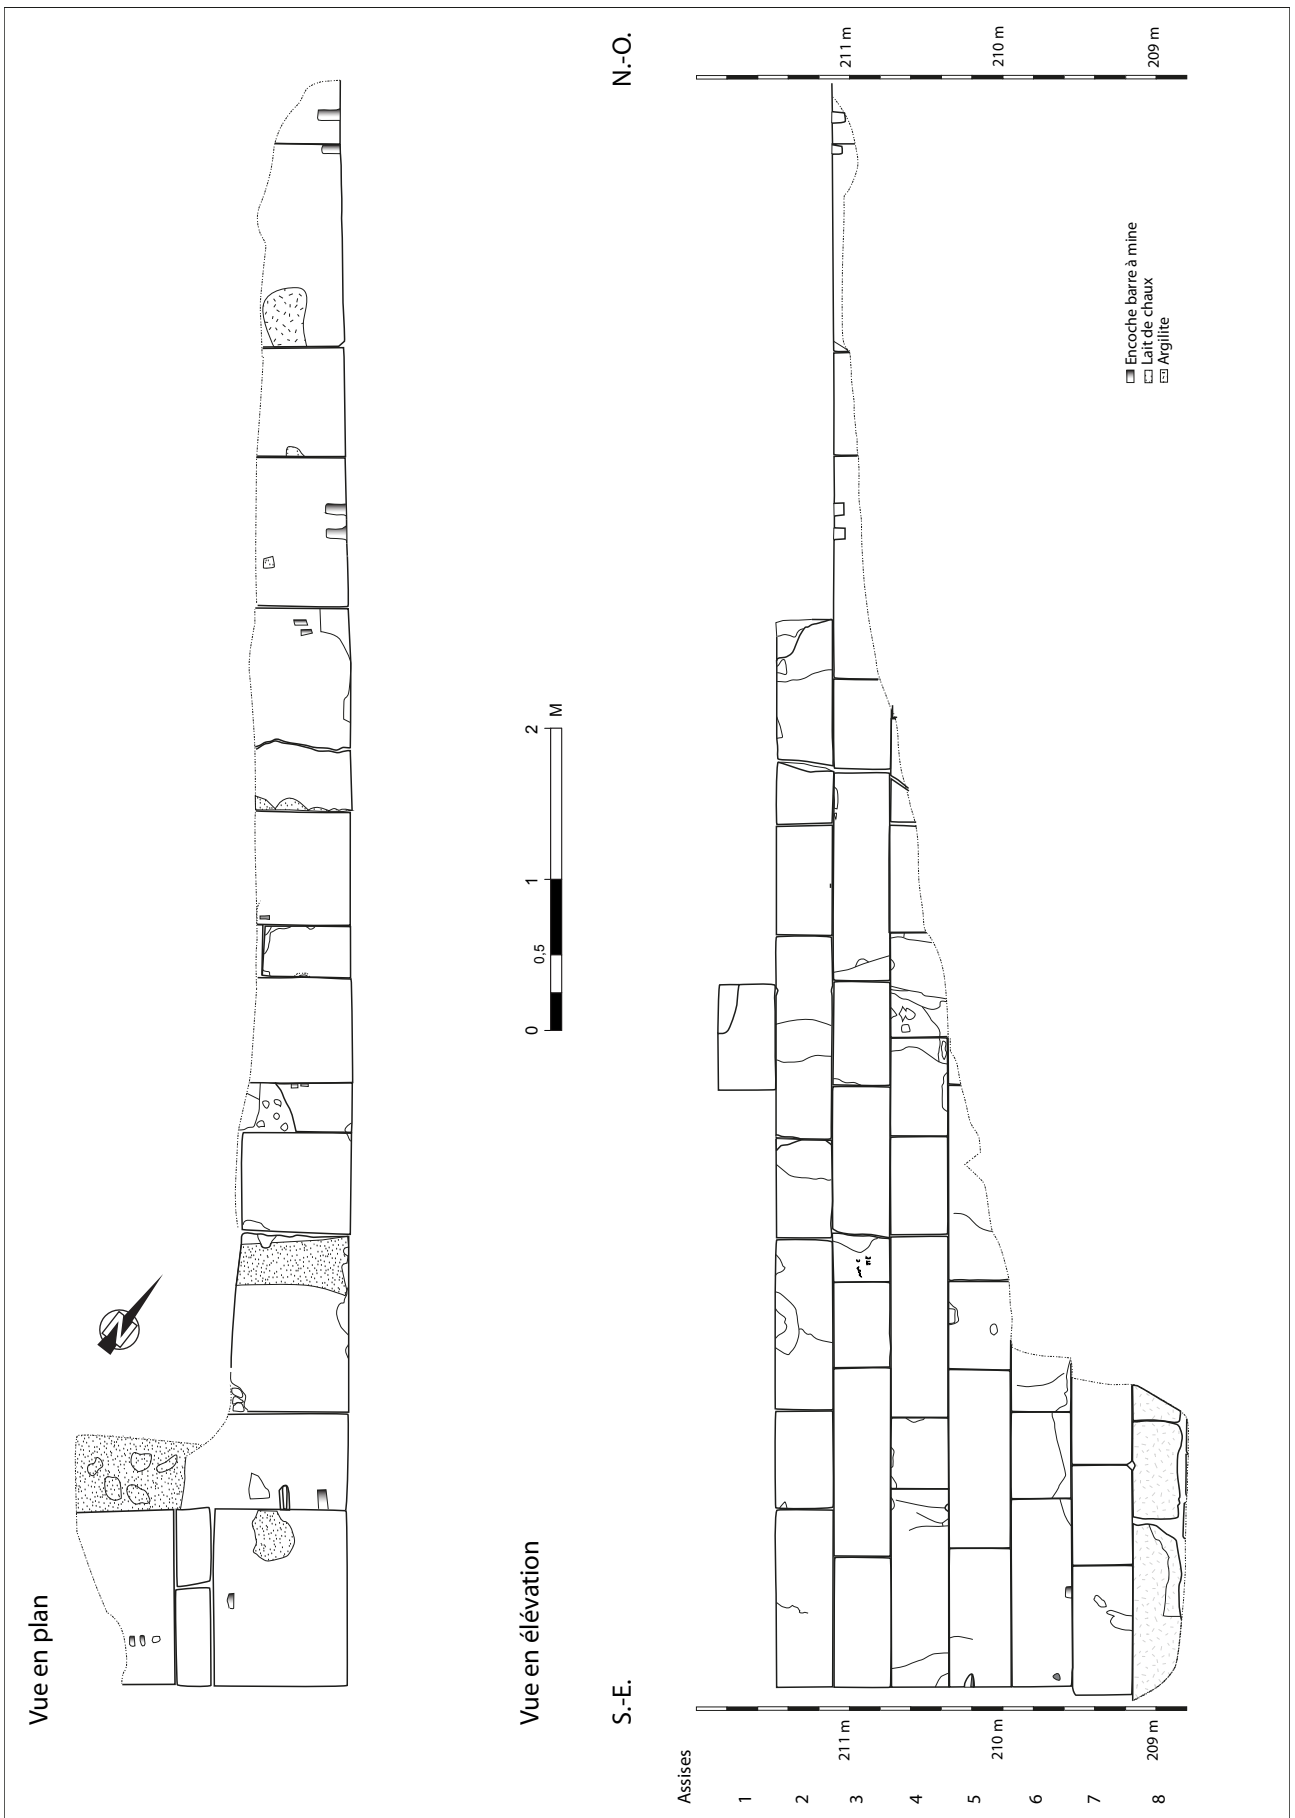 Vue en plan
N
0 0,5 1 2
M
Vue en élévation
S.-E. N.-O.
Assises
1
2
3
4
5
6
7
8
211 m
210 m
209 m
211 m
210 m
209 m
Encoche barre à mine
Lait de chaux
Argilite